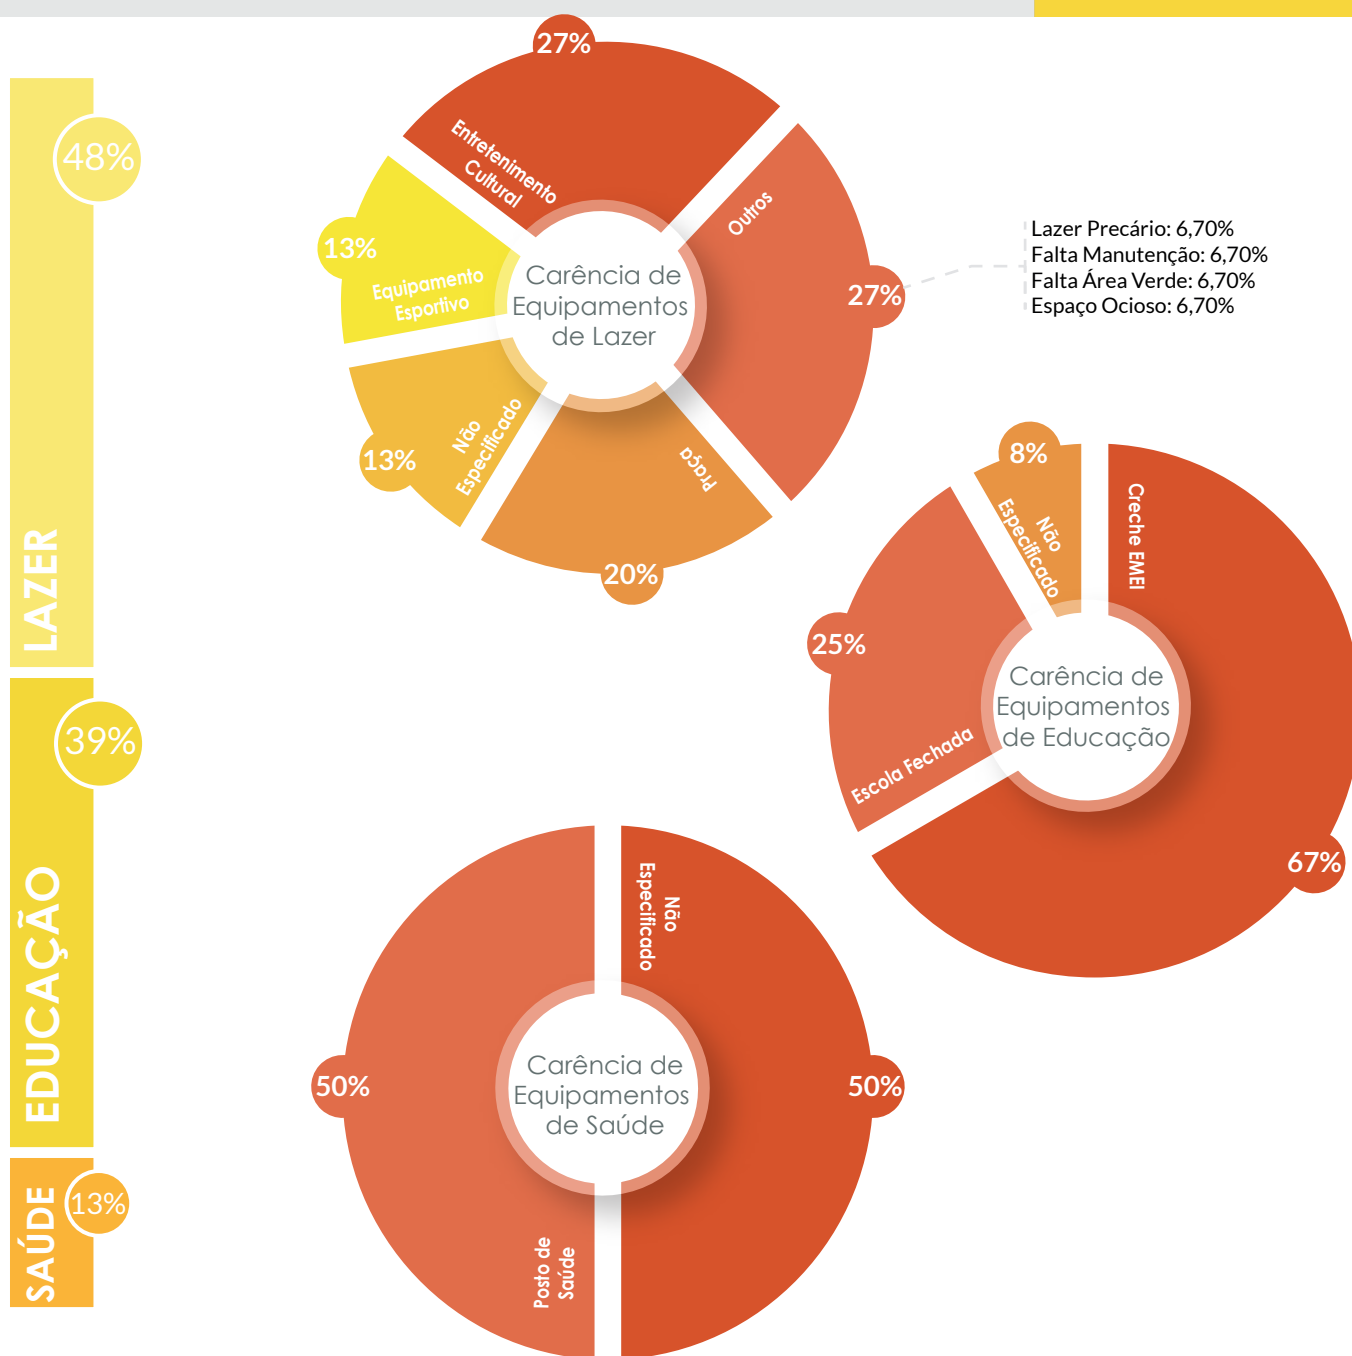 LAZER
48%
EDUCAÇÃO
39%
SAÚDE
13%
27%
Entretenimento
Cultural
Outros
27%
Lazer Precário: 6,70%
Falta Manutenção: 6,70%
Falta Área Verde: 6,70%
Espaço Ocioso: 6,70%
13%
Equipamento
Esportivo
Carência de
Equipamentos
de Lazer
13%
Não
Especificado
Praça
20%
8%
Não
Especificado
Creche EMEI
25%
Escola Fechada
Carência de
Equipamentos
de Educação
67%
Não
Especificado
50%
Carência de
Equipamentos
de Saúde
50%
Posto de
Saúde